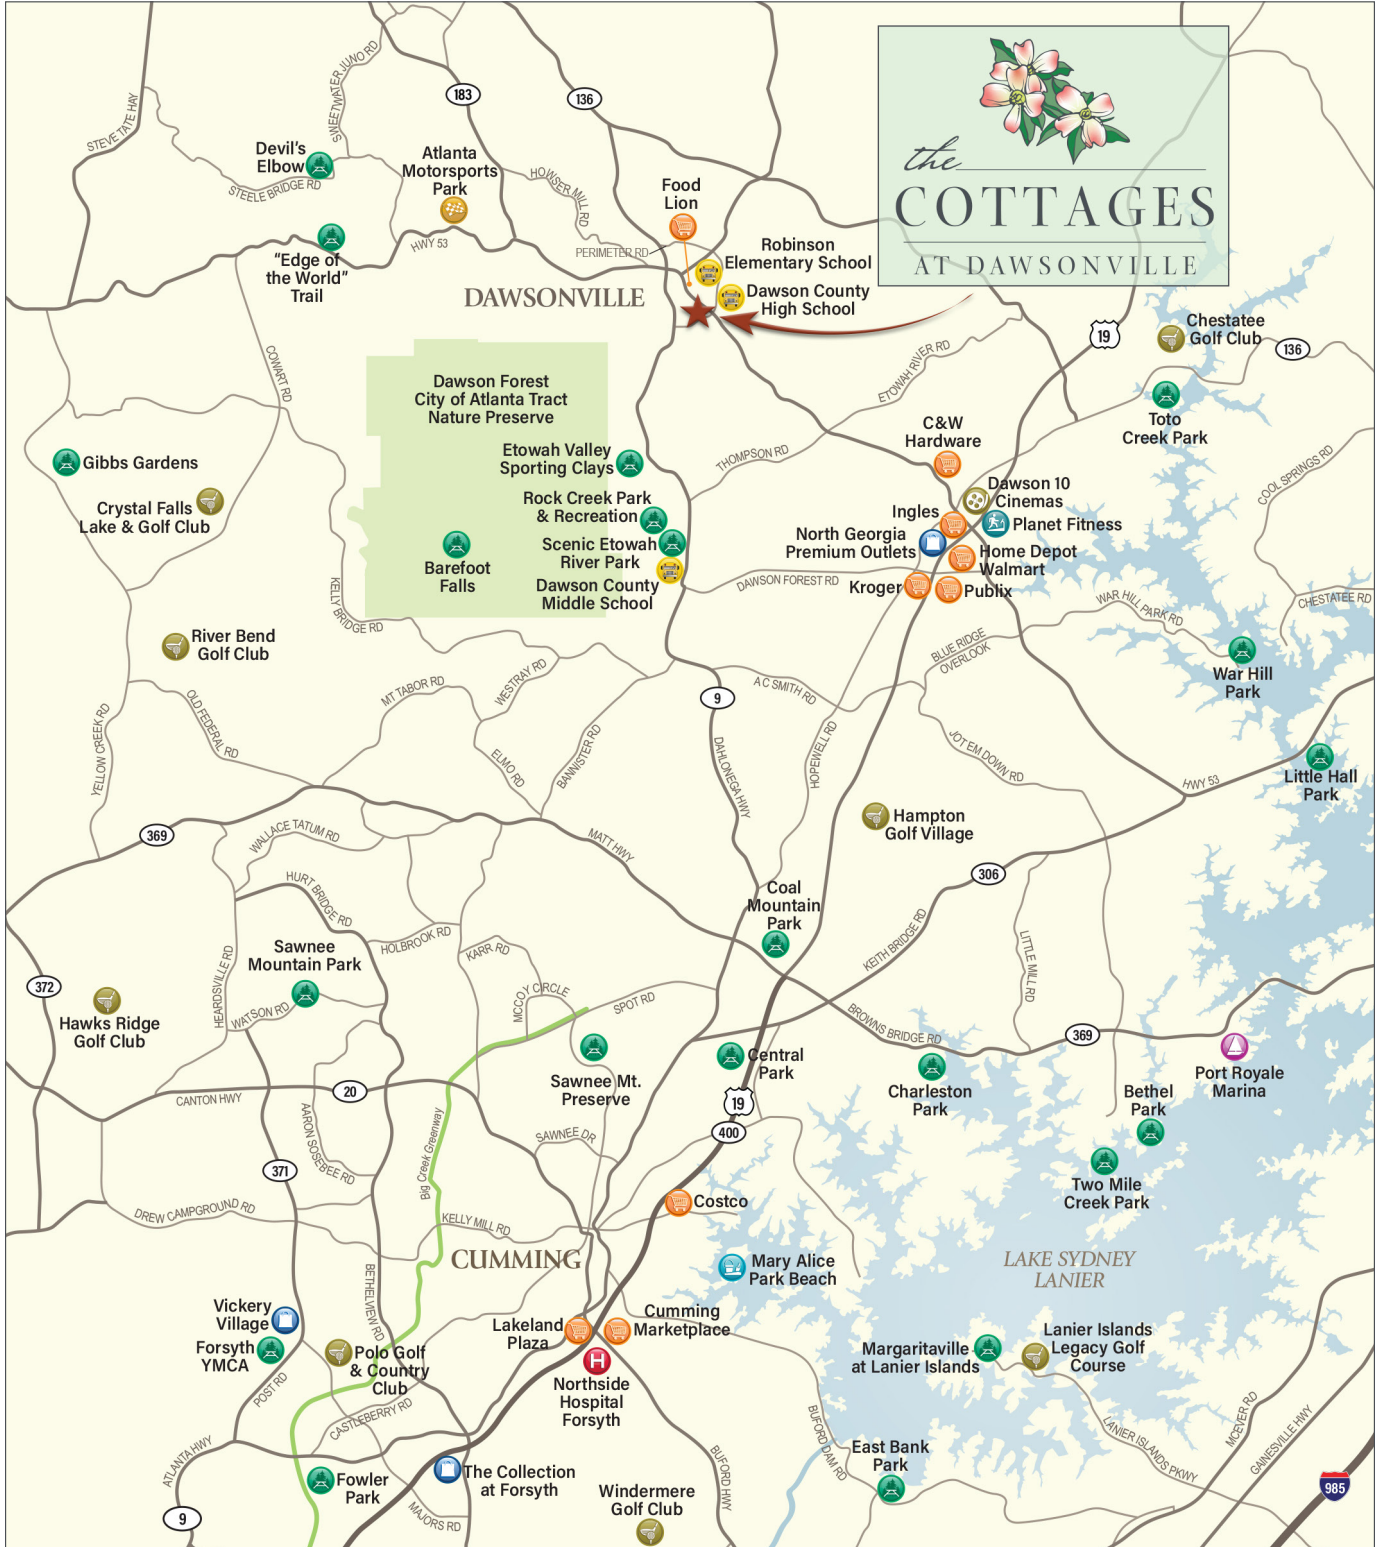 the
COTTAGES
AT DAWSONVILLE
STEVE TATE HAY
SWEETWATER JUNO RD
183
136
Devil's
Elbow
STEELE BRIDGE RD
Atlanta
Motorsports
Park
HOWSER MILL RD
Food
Lion
PERIMETER RD
HWY 53
"Edge of
the World"
Trail
Robinson
Elementary School
Dawson County
High School
DAWSONVILLE
19
Chestatee
Golf Club
136
COWART RD
ETOWAH RIVER RD
Dawson Forest
City of Atlanta Tract
Nature Preserve
Toto
Creek Park
C&W
Hardware
Etowah Valley
Sporting Clays
THOMPSON RD
COOL SPRINGS RD
Gibbs Gardens
Crystal Falls
Lake & Golf Club
Rock Creek Park
& Recreation
Dawson 10
Cinemas
Ingles
Planet Fitness
North Georgia
Premium Outlets
Scenic Etowah
River Park
Home Depot
Walmart
Barefoot
Falls
Dawson County
Middle School
DAWSON FOREST RD
Kroger
Publix
KELLY BRIDGE RD
WAR HILL PARK RD
CHESTATEE RD
River Bend
Golf Club
BLUE RIDGE
OVERLOOK
War Hill
Park
WESTRAY RD
MT TABOR RD
9
A C SMITH RD
OLD FEDERAL RD
YELLOW CREEK RD
ELMO RD
BANNISTER RD
DAHLONEGA HWY
HOPEWELL RD
JOT EM DOWN RD
HWY 53
Little Hall
Park
Hampton
Golf Village
369
WALLACE TATUM RD
MATT HWY
306
HURT BRIDGE RD
Coal
Mountain
Park
KEITH BRIDGE RD
LITTLE MILL RD
HOLBROOK RD
KARR RD
Sawnee
Mountain Park
HEARDSVILLE RD
372
WATSON RD
MCCOY CIRCLE
SPOT RD
Hawks Ridge
Golf Club
BROWNS BRIDGE RD
369
Central
Park
Charleston
Park
Port Royale
Marina
Sawnee Mt.
Preserve
Bethel
Park
20
CANTON HWY
19
400
AARON SOSEBEE RD
Big Creek Greenway
SAWNEE DR
371
Two Mile
Creek Park
Costco
DREW CAMPGROUND RD
KELLY MILL RD
CUMMING
Mary Alice
Park Beach
LAKE SYDNEY
LANIER
BETHELVIEW RD
Vickery
Village
Lakeland
Plaza
Cumming
Marketplace
Forsyth
YMCA
Polo Golf
& Country
Club
Margaritaville
at Lanier Islands
Lanier Islands
Legacy Golf
Course
Northside
Hospital
Forsyth
POST RD
CASTLEBERRY RD
BUFORD DAM RD
LANIER ISLANDS PKWY
MCEVER RD
GAINESVILLE HWY
ATLANTA HWY
BUFORD HWY
East Bank
Park
Fowler
Park
The Collection
at Forsyth
Windermere
Golf Club
985
9
MAJORS RD
H